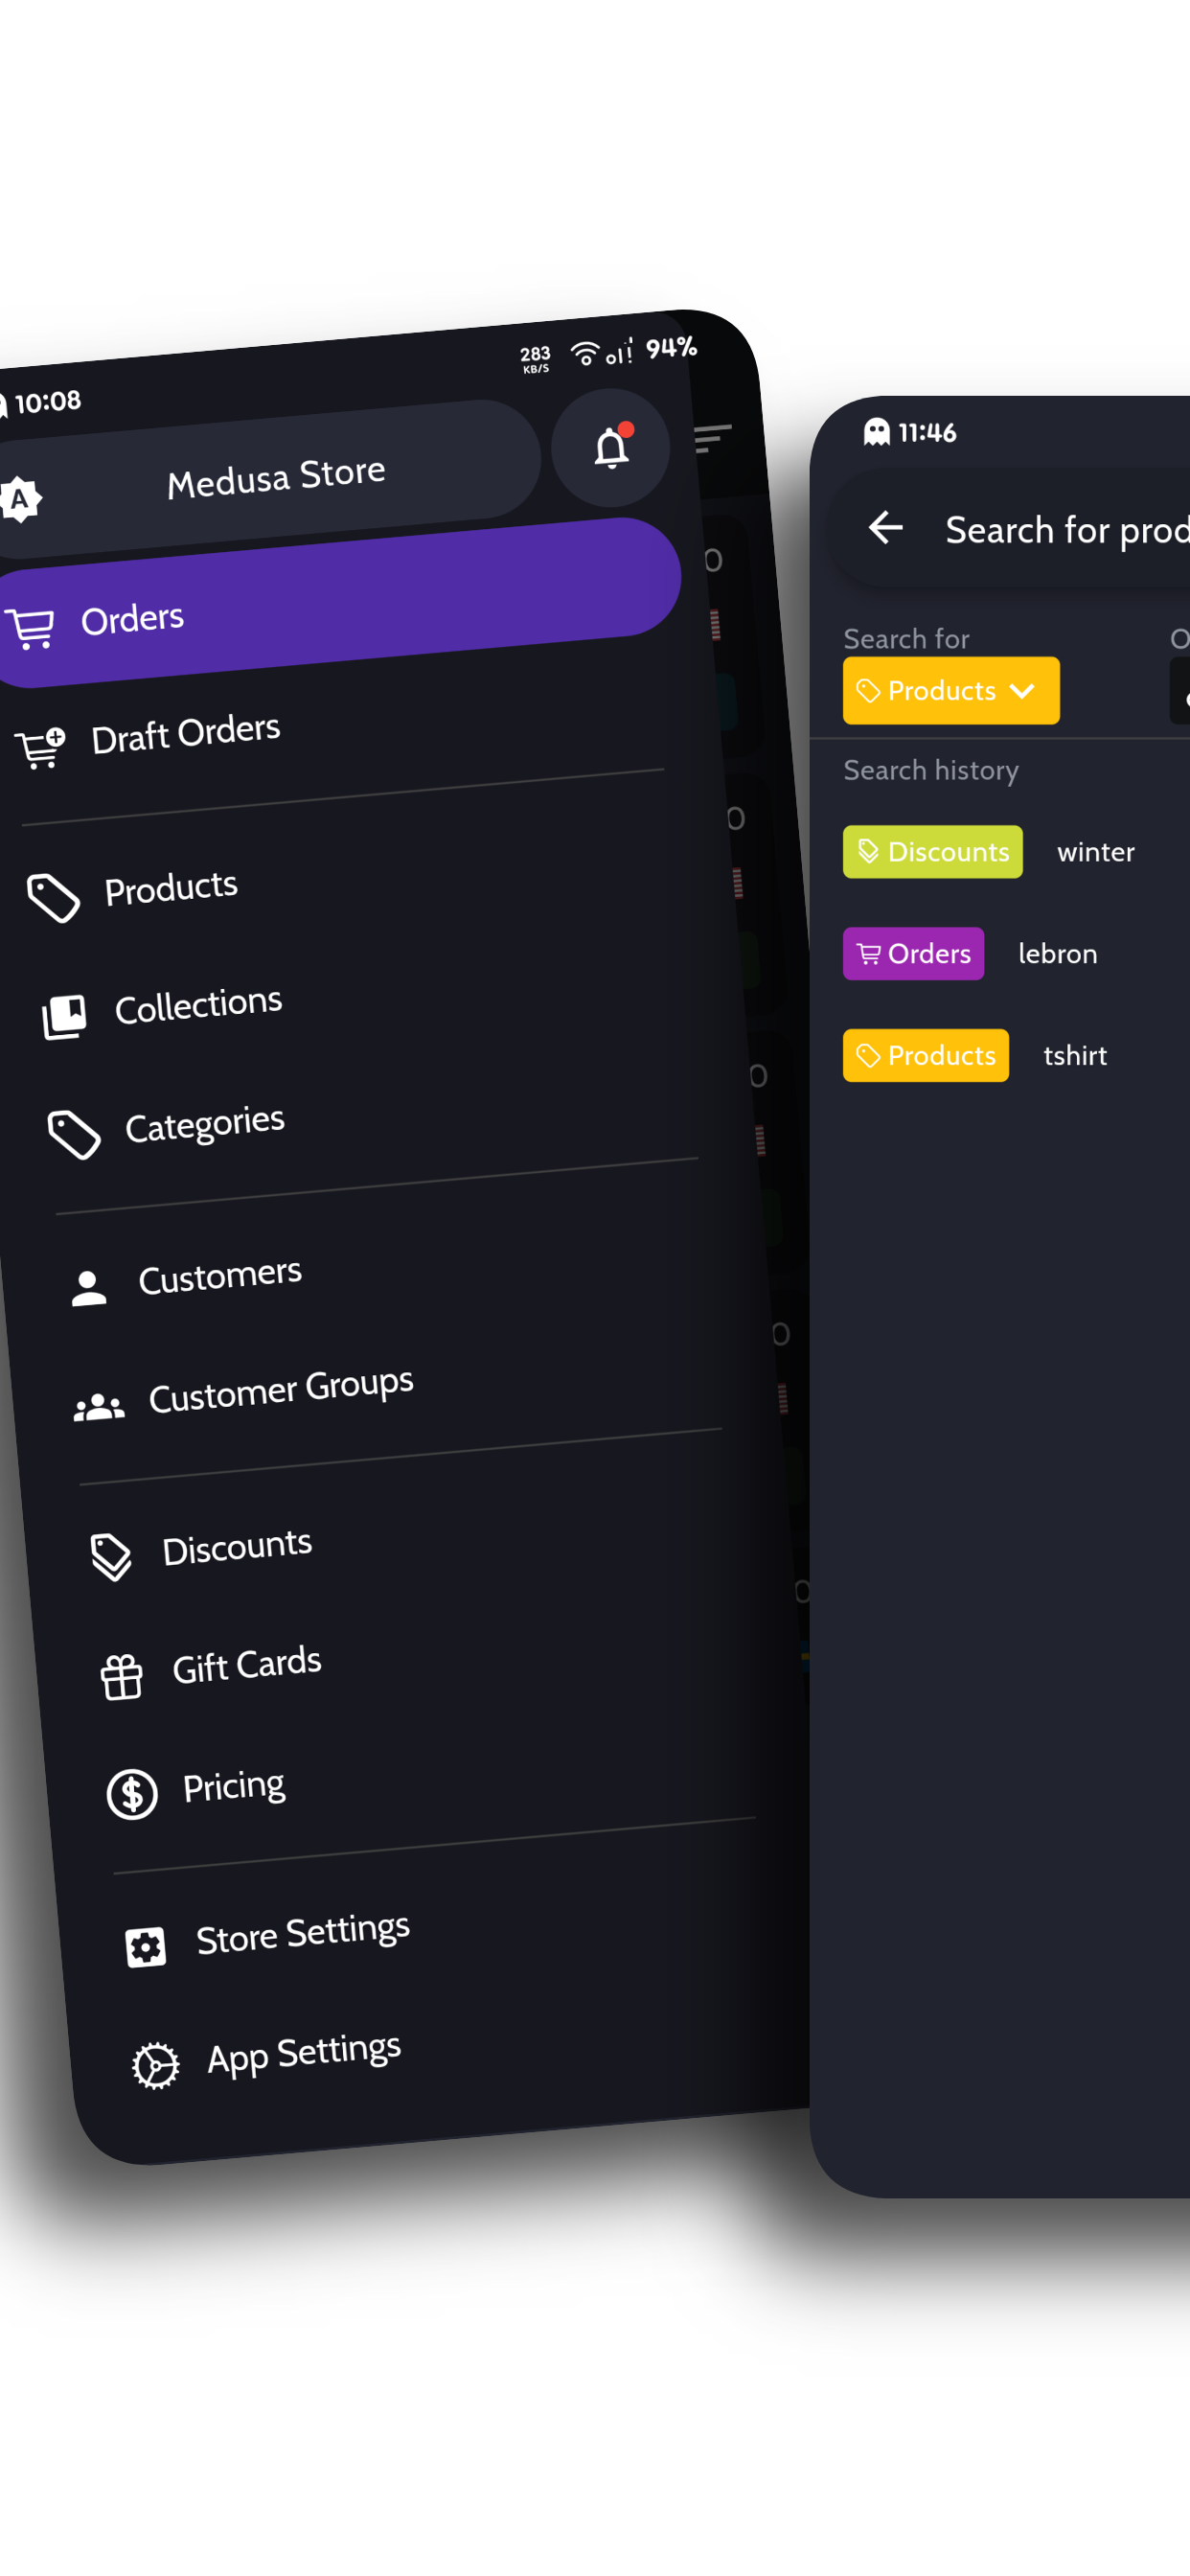 10:08
283
KB/S
94%
A
Medusa Store
Orders
Draft Orders
Products
Collections
Categories
Customers
Customer Groups
Discounts
Gift Cards
Pricing
Store Settings
App Settings
11:46
Search for prod
Search for
O
Products
Search history
Discounts winter
Orders lebron
Products tshirt